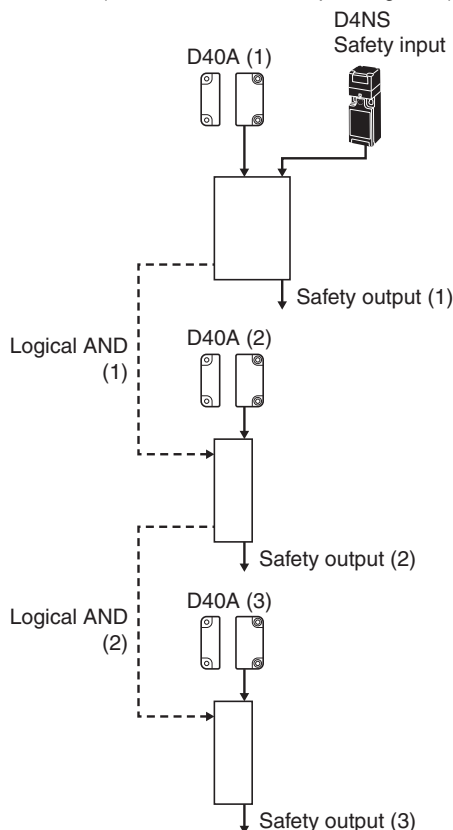 D4NS
Safety input
D40A (1)
Safety output (1)
Logical AND
(1)
D40A (2)
Safety output (2)
Logical AND
(2)
D40A (3)
Safety output (3)